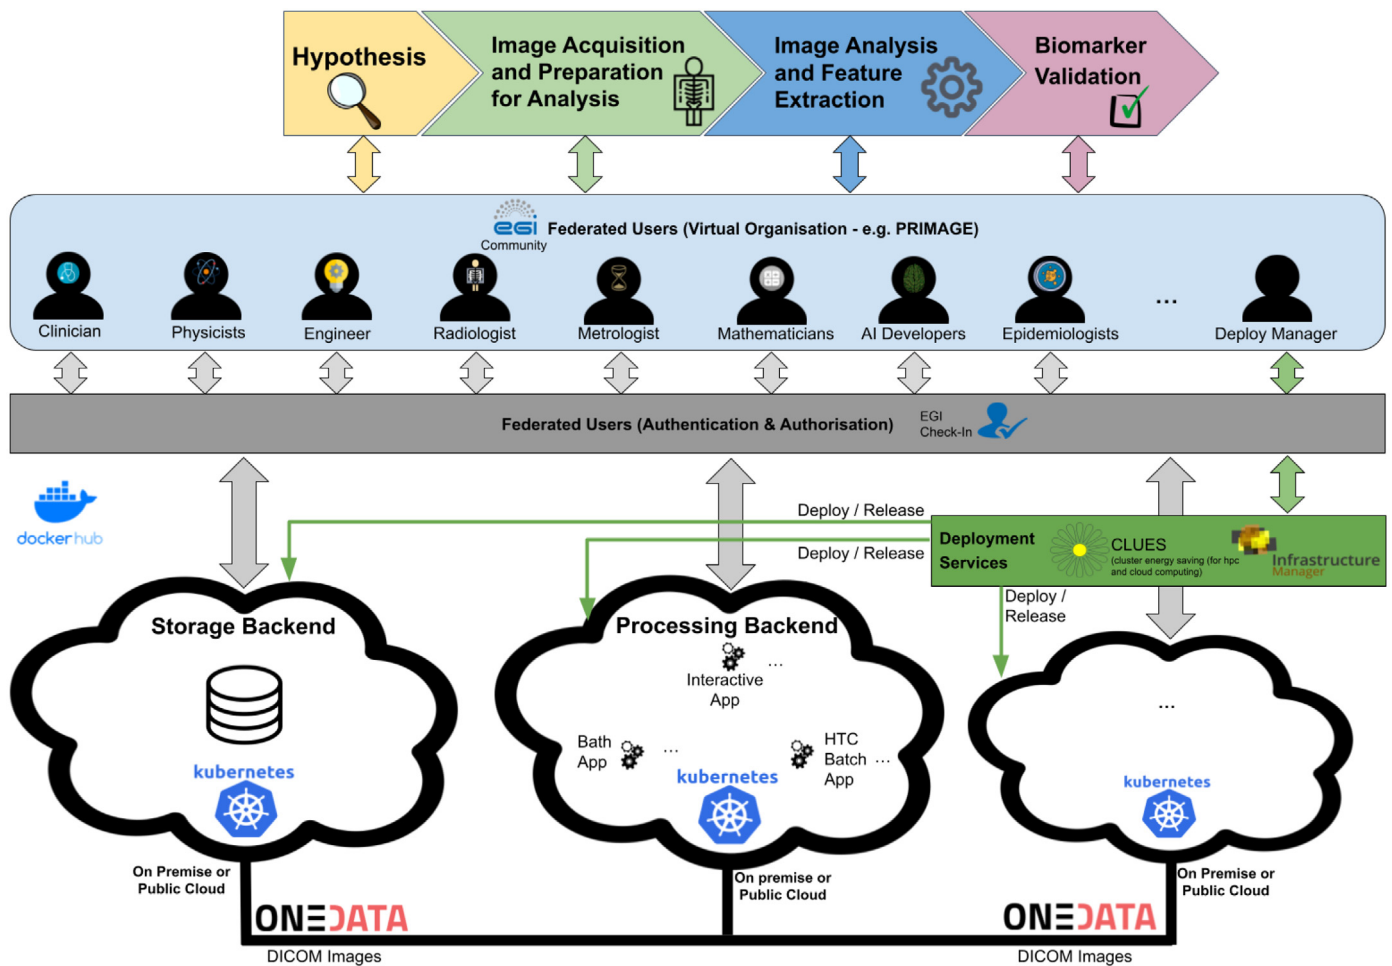 Hypothesis
Image Acquisition
and Preparation
for Analysis
Image Analysis
and Feature
Extraction
Biomarker
Validation
eGI
Community
Federated Users (Virtual Organisation - e.g. PRIMAGE)
Clinician
Physicists
Engineer
Radiologist
Metrologist
Mathematicians
AI Developers
Epidemiologists
...
Deploy Manager
Federated Users (Authentication & Authorisation)
EGI
Check-In
docker hub
Deploy / Release
Deploy / Release
Deployment
Services
CLUES
(cluster energy saving (for hpc
and cloud computing)
Infrastructure
Manager
Deploy /
Release
Storage Backend
kubernetes
Processing Backend
...
Interactive
App
Bath
App
...
HTC
Batch
App
...
kubernetes
...
kubernetes
On Premise or
Public Cloud
On premise or
Public Cloud
On Premise or
Public Cloud
ONEDATA
DICOM Images
ONEDATA
DICOM Images